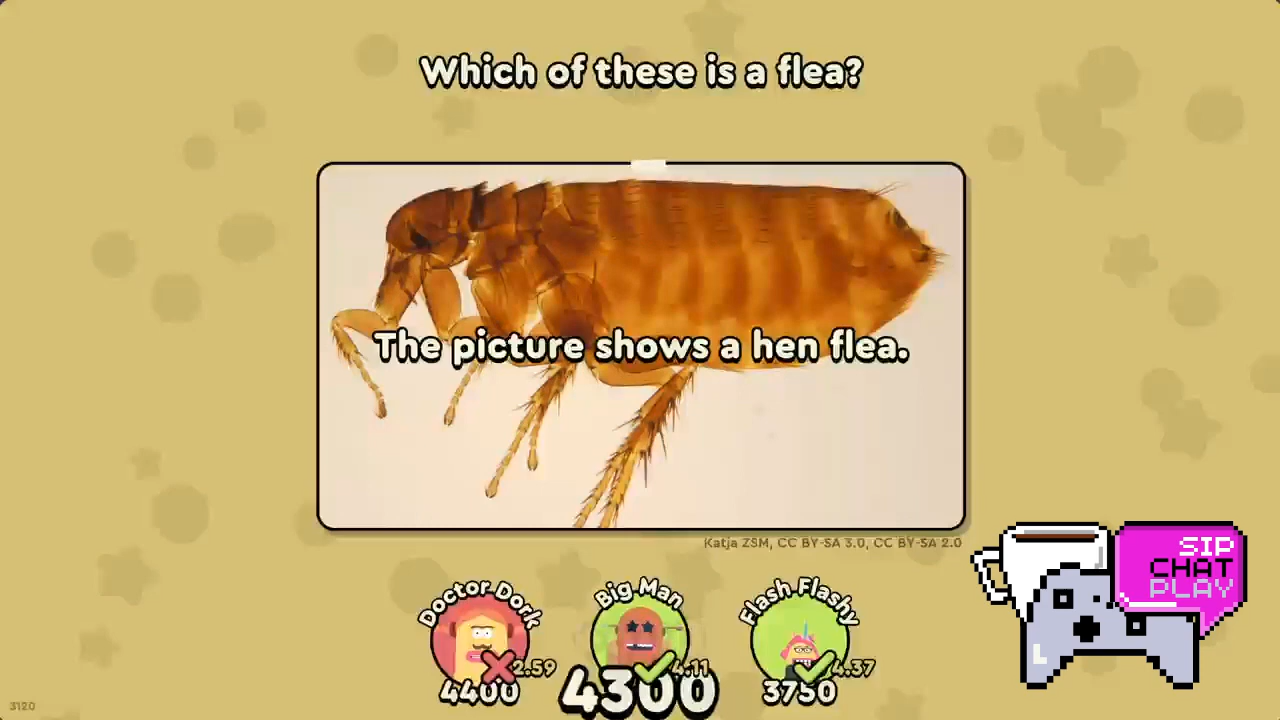 Which of these is a flea?
The picture shows a hen flea.
Katja ZSM, CC BY-SA 3.0, CC BY-SA 2.0
SIP
CHAT
PLAY
Doctor Dork
Big Man
Flash Flashy
2.59
4.11
4.37
4400
4300
3750
3120